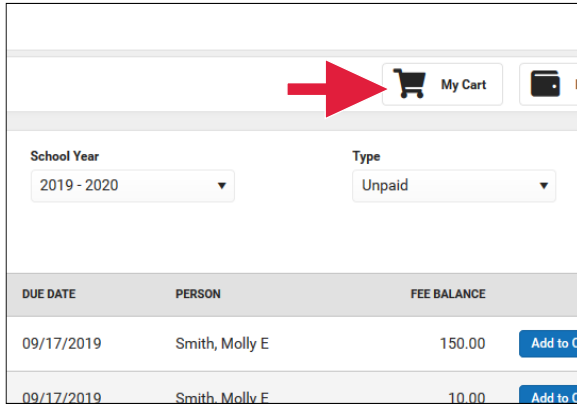 My Cart
School Year
Type
2019 - 2020
Unpaid
DUE DATE PERSON FEE BALANCE
09/17/2019 Smith, Molly E 150.00 Add to
09/17/2019 Smith, Molly E 10.00 Add to